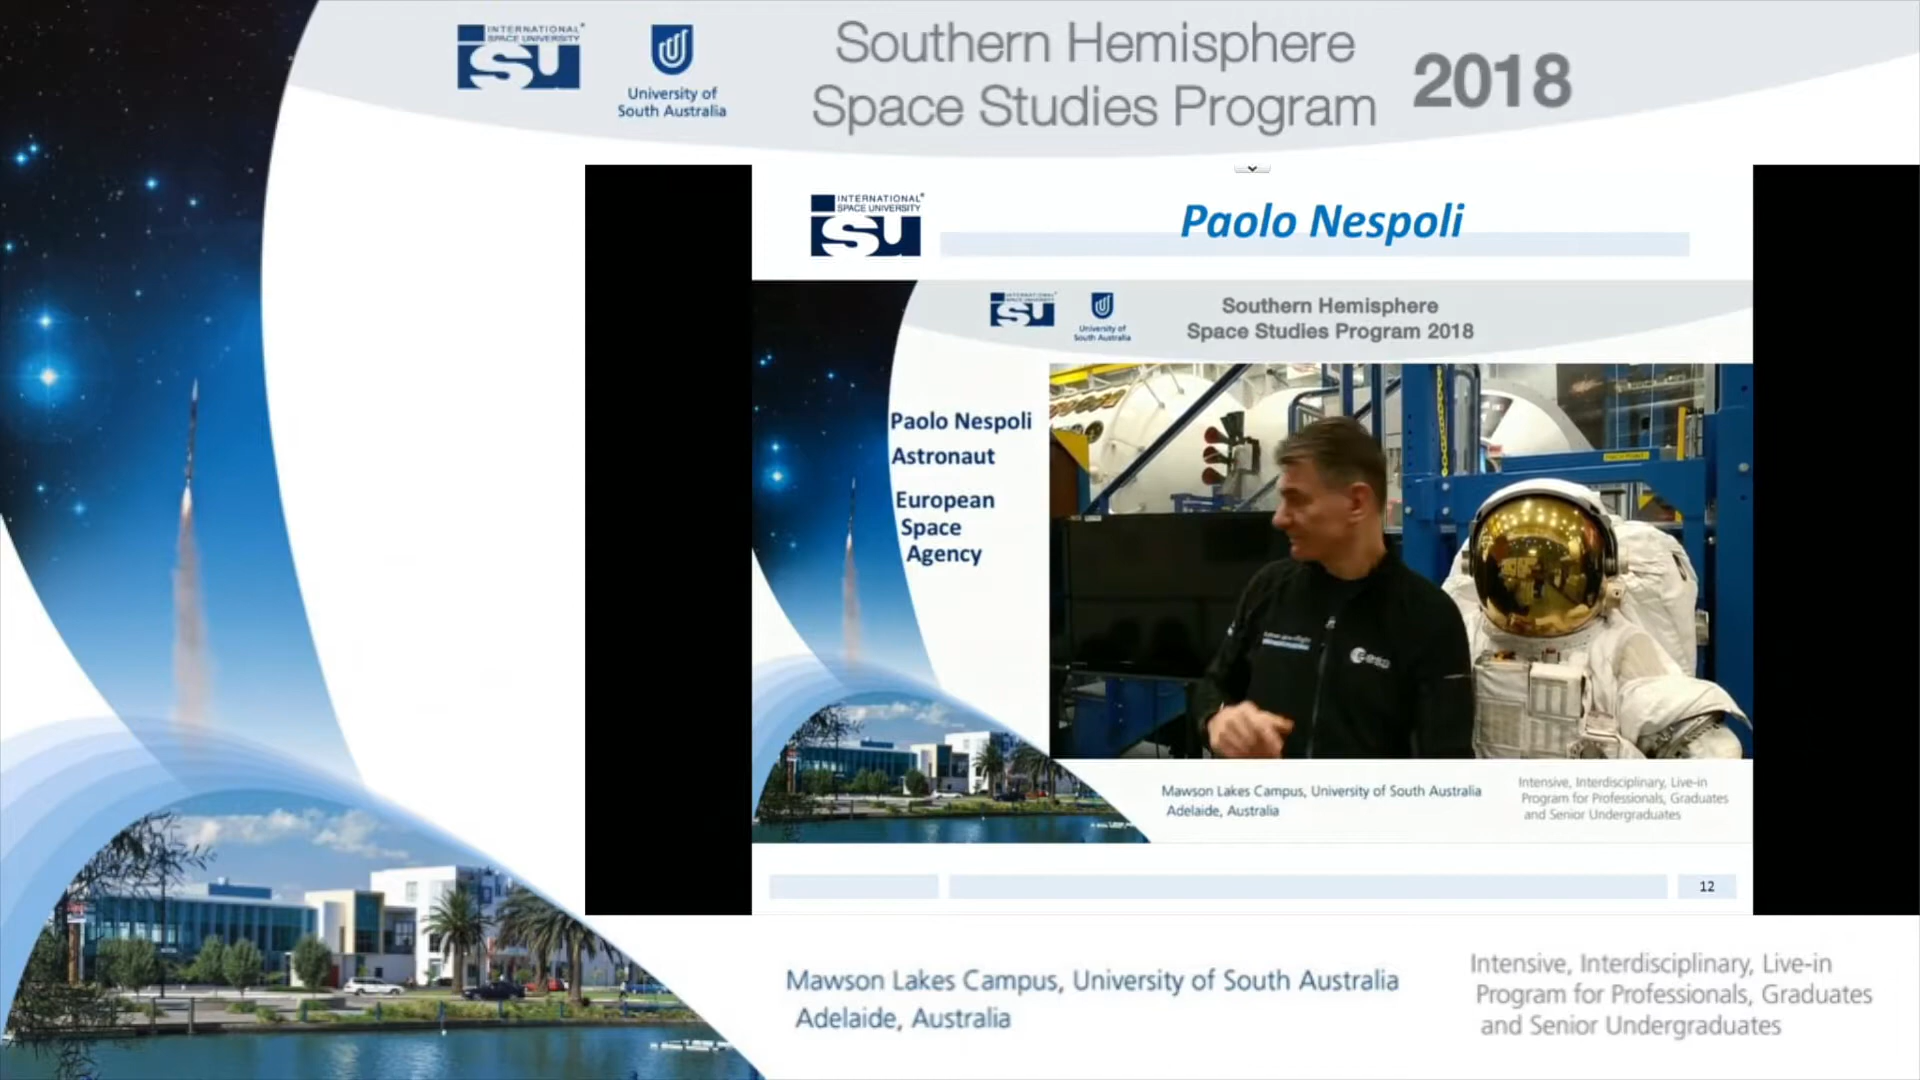 INTERNATIONAL
SPACE UNIVERSITY
isu
University of
South Australia
Southern Hemisphere
Space Studies Program
2018
INTERNATIONAL
SPACE UNIVERSITY
isu
Paolo Nespoli
INTERNATIONAL
SPACE UNIVERSITY
isu
University of
South Australia
Southern Hemisphere
Space Studies Program 2018
Paolo Nespoli
Astronaut
European
Space
Agency
esa
Mawson Lakes Campus, University of South Australia
Adelaide, Australia
Intensive, Interdisciplinary, Live-in
Program for Professionals, Graduates
and Senior Undergraduates
12
Mawson Lakes Campus, University of South Australia
Adelaide, Australia
Intensive, Interdisciplinary, Live-in
Program for Professionals, Graduates
and Senior Undergraduates